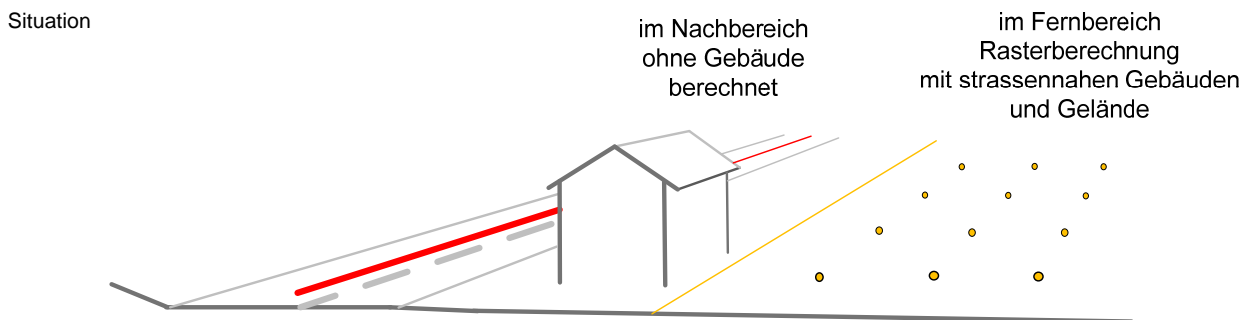 Situation
im Nachbereich
ohne Gebäude
berechnet
im Fernbereich
Rasterberechnung
mit strassennahen Gebäuden
und Gelände